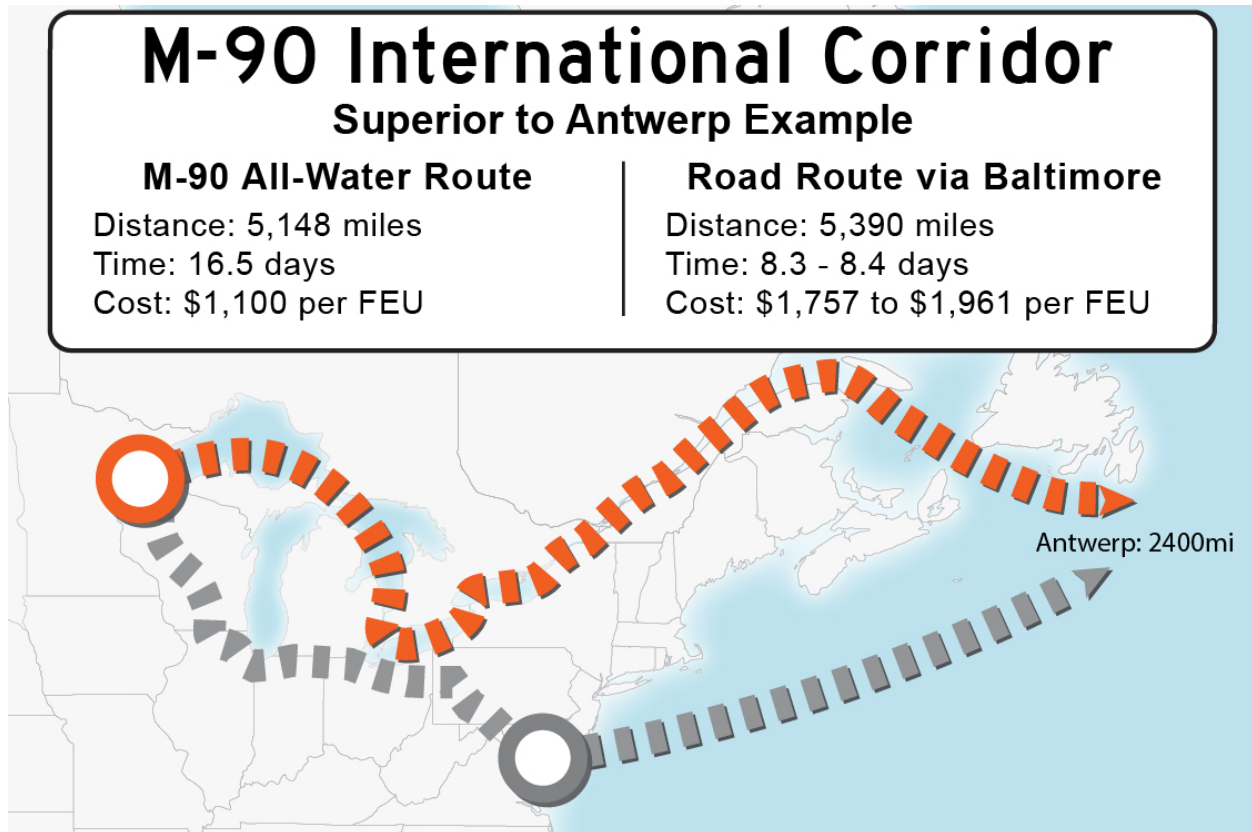 M-90 International Corridor
Superior to Antwerp Example
M-90 All-Water Route
Distance: 5,148 miles
Time: 16.5 days
Cost: $1,100 per FEU
Road Route via Baltimore
Distance: 5,390 miles
Time: 8.3 - 8.4 days
Cost: $1,757 to $1,961 per FEU
Antwerp: 2400mi